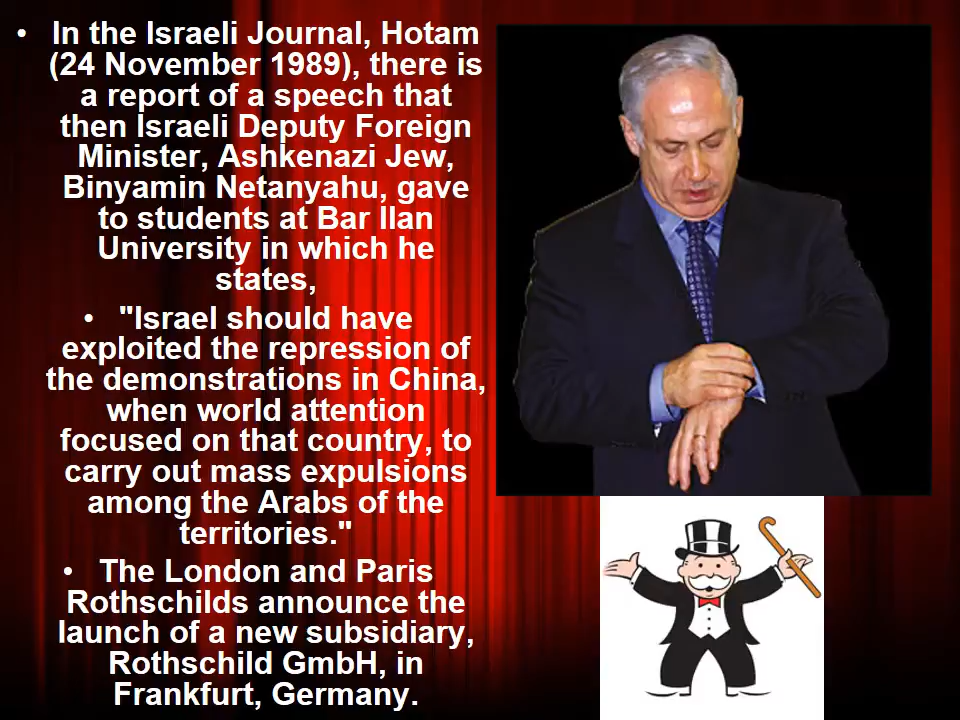 • In the Israeli Journal, Hotam
(24 November 1989), there is
a report of a speech that
then Israeli Deputy Foreign
Minister, Ashkenazi Jew,
Binyamin Netanyahu, gave
to students at Bar Ilan
University in which he
states,
• "Israel should have
exploited the repression of
the demonstrations in China,
when world attention
focused on that country, to
carry out mass expulsions
among the Arabs of the
territories."
• The London and Paris
Rothschilds announce the
launch of a new subsidiary,
Rothschild GmbH, in
Frankfurt, Germany.